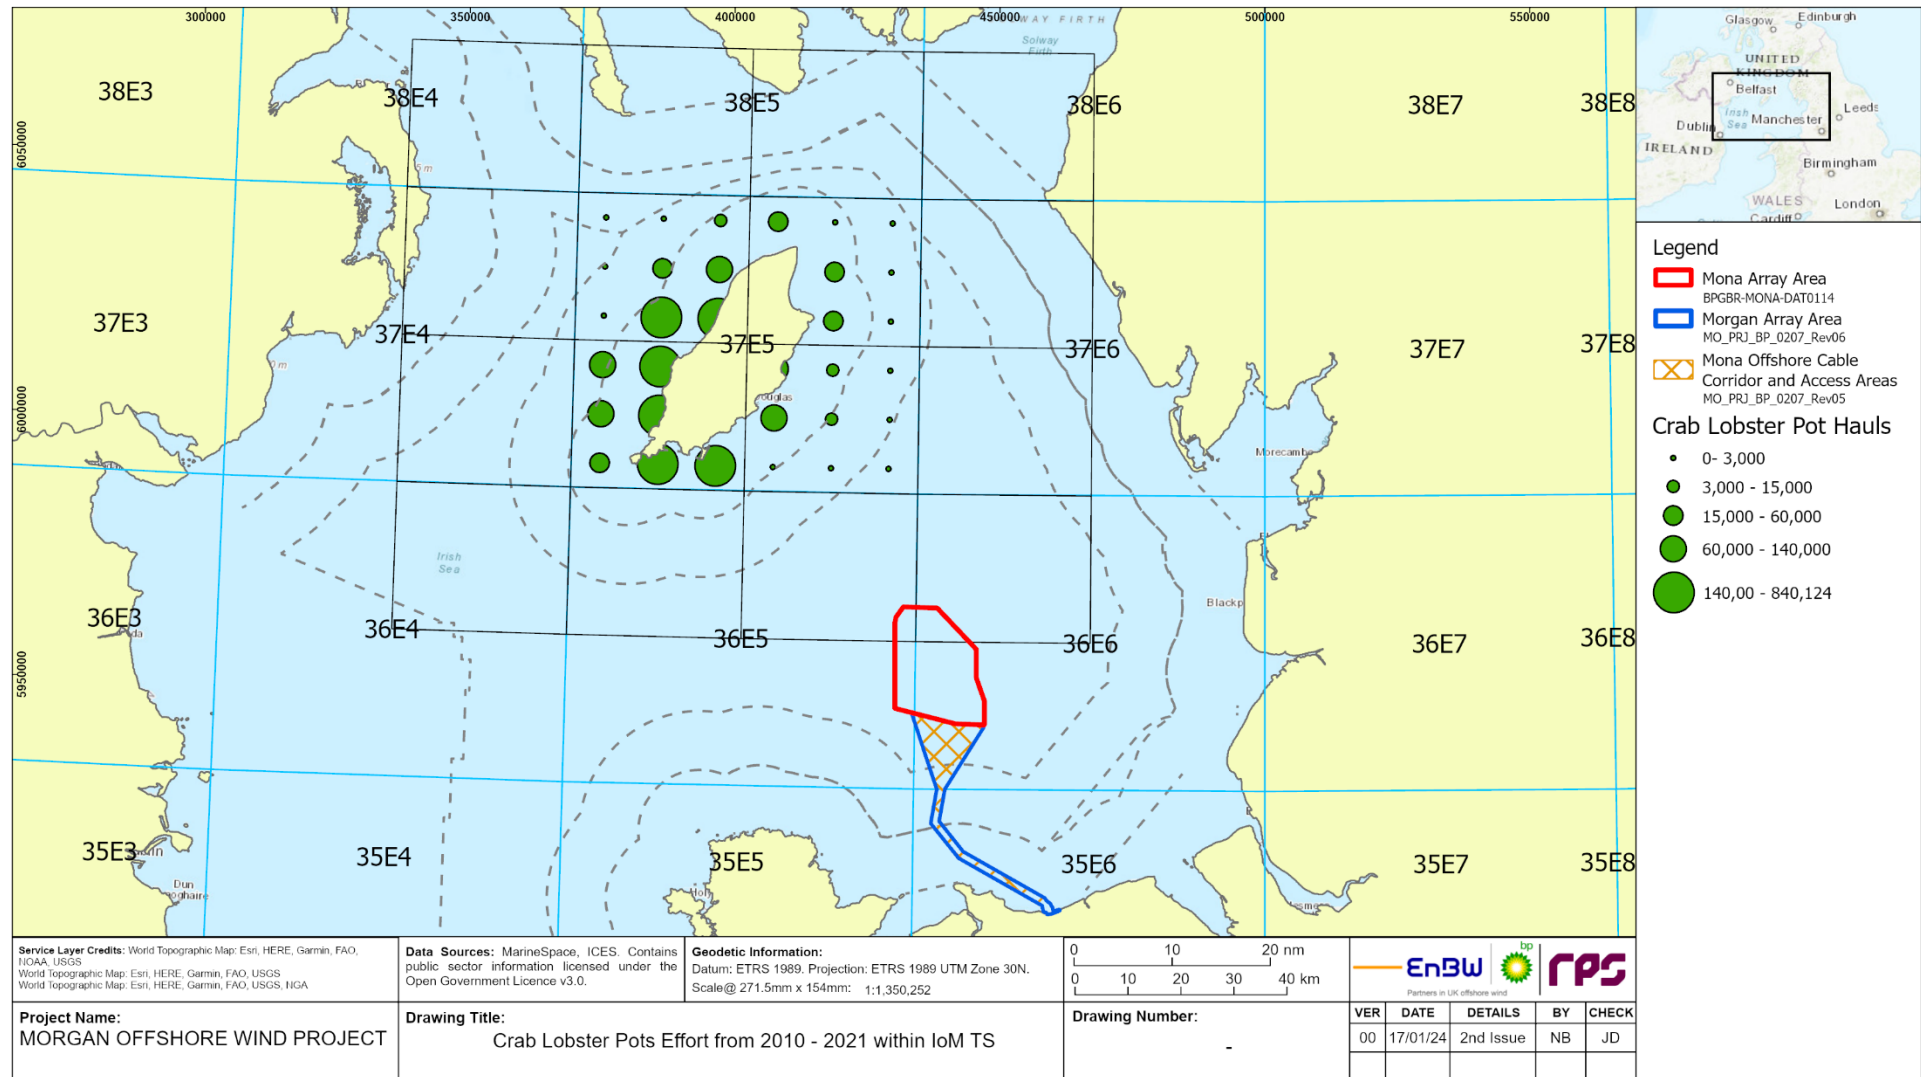 300000
350000
400000
450000
500000
550000
WAY FIRTH
Solway
Firth
6050000
6000000
5950000
38E3
38E4
38E5
38E6
38E7
38E8
37E3
37E4
37E5
37E6
37E7
37E8
36E3
36E4
36E5
36E6
36E7
36E8
35E3
35E4
35E5
35E6
35E7
35E8
Irish
Sea
Morecambe
Blackp
Dun
oghaire
Glasgow
Edinburgh
UNITED
KINGDOM
Belfast
Irish
Sea
Leeds
Manchester
Dublin
IRELAND
Birmingham
WALES
London
Cardiff
Legend
Mona Array Area
BPGBR-MONA-DAT0114
Morgan Array Area
MO_PRJ_BP_0207_Rev06
Mona Offshore Cable
Corridor and Access Areas
MO_PRJ_BP_0207_Rev05
Crab Lobster Pot Hauls
0- 3,000
3,000 - 15,000
15,000 - 60,000
60,000 - 140,000
140,00 - 840,124
Service Layer Credits: World Topographic Map: Esri, HERE, Garmin, FAO,
NOAA, USGS
World Topographic Map: Esri, HERE, Garmin, FAO, USGS
World Topographic Map: Esri, HERE, Garmin, FAO, USGS, NGA
Data Sources: MarineSpace, ICES. Contains
public sector information licensed under the
Open Government Licence v3.0.
Geodetic Information:
Datum: ETRS 1989. Projection: ETRS 1989 UTM Zone 30N.
Scale@ 271.5mm x 154mm: 1:1,350,252
0 10 20 nm
0 10 20 30 40 km
EnBW
bp
rps
Partners in UK offshore wind
Project Name:
MORGAN OFFSHORE WIND PROJECT
Drawing Title:
Crab Lobster Pots Effort from 2010 - 2021 within IoM TS
Drawing Number:
-
VER DATE DETAILS BY CHECK
00 17/01/24 2nd Issue NB JD